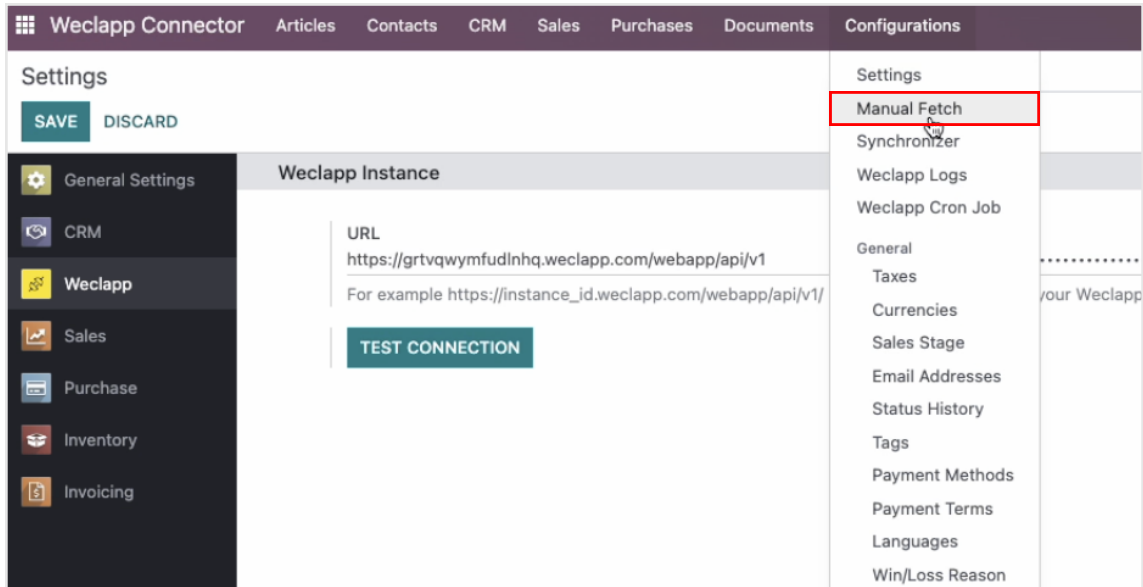 Weclapp Connector Articles Contacts CRM Sales Purchases Documents Configurations
Settings
SAVE DISCARD
General Settings
CRM
Weclapp
Sales
Purchase
Inventory
Invoicing
Weclapp Instance
URL
https://grtvqwymfudlnhq.weclapp.com/webapp/api/v1
For example https://instance_id.weclapp.com/webapp/api/v1/
your Weclapp
TEST CONNECTION
Settings
Manual Fetch
Synchronizer
Weclapp Logs
Weclapp Cron Job
General
Taxes
Currencies
Sales Stage
Email Addresses
Status History
Tags
Payment Methods
Payment Terms
Languages
Win/Loss Reason